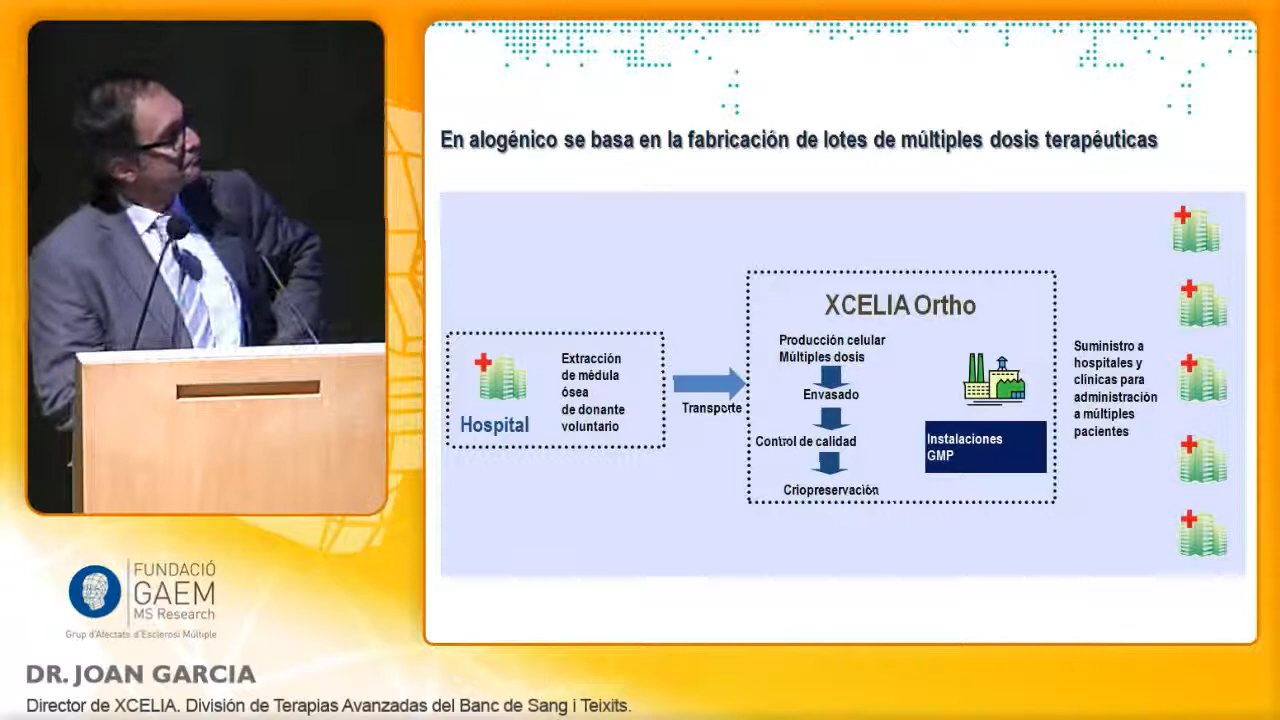 En alogénico se basa en la fabricación de lotes de múltiples dosis terapéuticas
Hospital
Extracción
de médula
ósea
de donante
voluntario
Transporte
XCELIA Ortho
Producción celular
Múltiples dosis
Envasado
Control de calidad
Criopreservación
Instalaciones
GMP
Suministro a
hospitales y
clínicas para
administración
a múltiples
pacientes
FUNDACIÓ
GAEM
MS Research
Grup d'Afectats d'Esclerosi Múltiple
DR. JOAN GARCIA
Director de XCELIA. División de Terapias Avanzadas del Banc de Sang i Teixits.